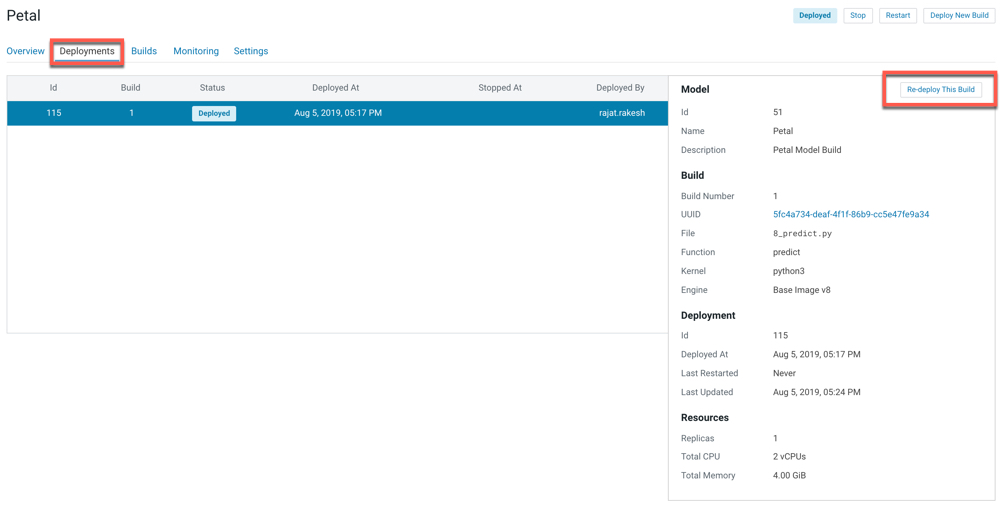 Petal
Deployed Stop Restart Deploy New Build
Overview Deployments Builds Monitoring Settings
Id Build Status Deployed At Stopped At Deployed By
115 1 Deployed Aug 5, 2019, 05:17 PM rajat.rakesh
Model Re-deploy This Build
Id 51
Name Petal
Description Petal Model Build
Build
Build Number 1
UUID 5fc4a734-deaf-4f1f-86b9-cc5e47fe9a34
File 8_predict.py
Function predict
Kernel python3
Engine Base Image v8
Deployment
Id 115
Deployed At Aug 5, 2019, 05:17 PM
Last Restarted Never
Last Updated Aug 5, 2019, 05:24 PM
Resources
Replicas 1
Total CPU 2 vCPUs
Total Memory 4.00 GiB